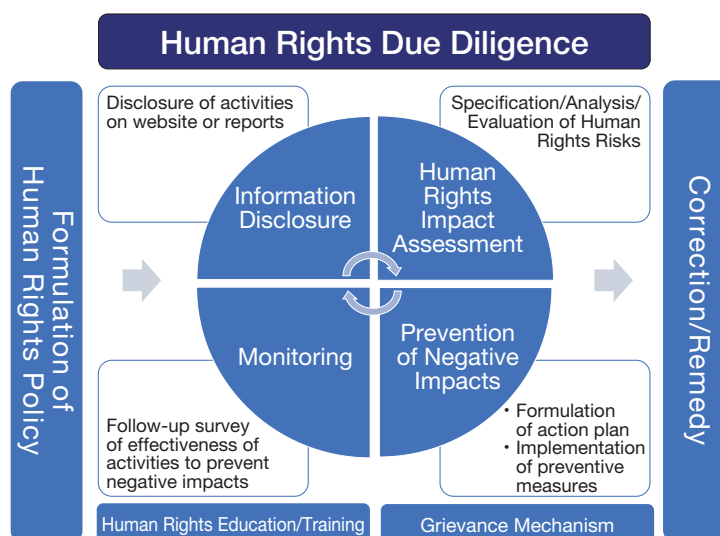 Human Rights Due Diligence
Formulation of
Human Rights Policy
Disclosure of activities
on website or reports
Information
Disclosure
Specification/Analysis/
Evaluation of Human
Rights Risks
Human
Rights
Impact
Assessment
Monitoring
Follow-up survey
of effectiveness of
activities to prevent
negative impacts
Prevention
of Negative
Impacts
• Formulation
of action plan
• Implementation
of preventive
measures
Correction/Remedy
Human Rights Education/Training
Grievance Mechanism